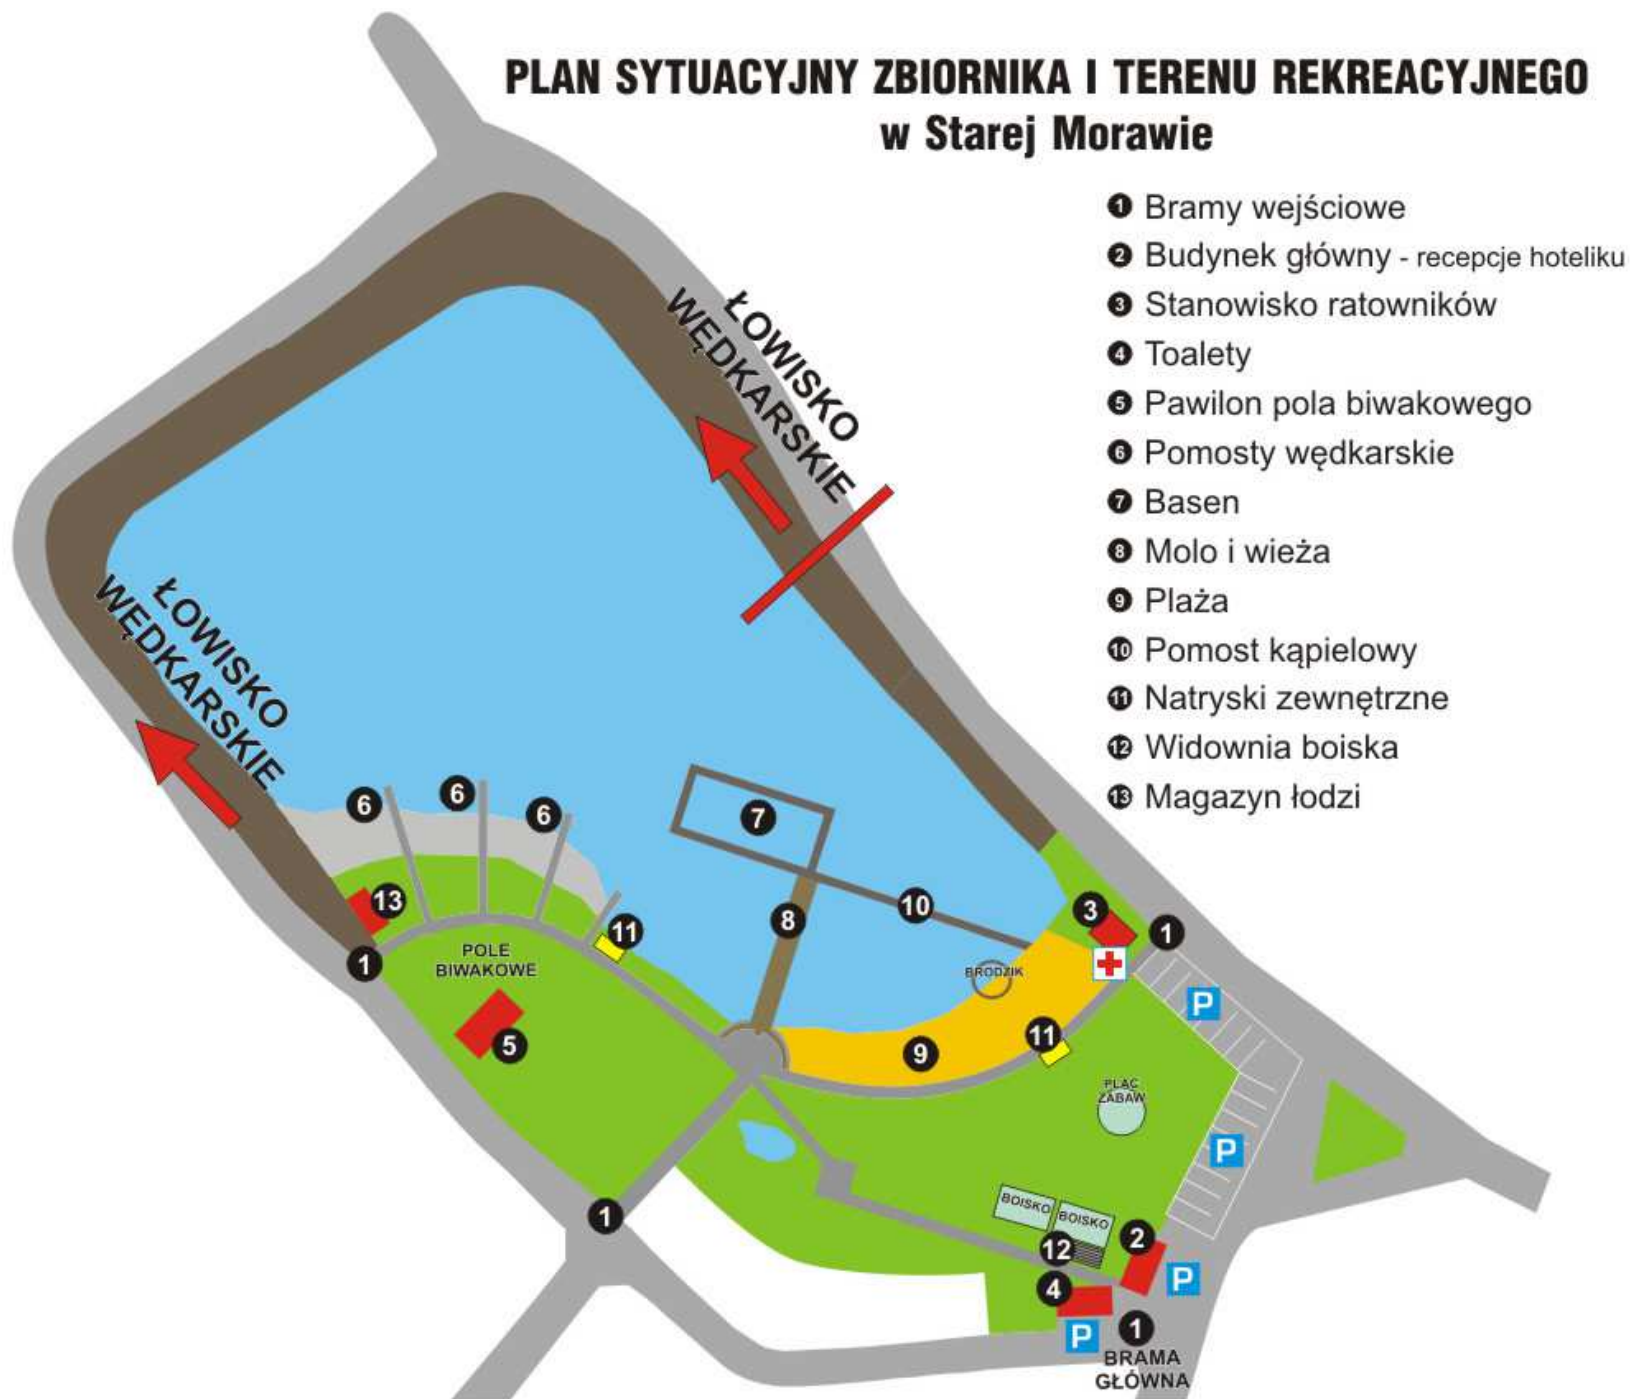 PLAN SYTUACYJNY ZBIORNIKA I TERENU REKREACYJNEGO
w Starej Morawie
1 Bramy wejściowe
2 Budynek główny - recepcje hoteliku
3 Stanowisko ratowników
4 Toalety
5 Pawilon pola biwakowego
6 Pomosty wędkarskie
7 Basen
8 Molo i wieża
9 Plaża
10 Pomost kąpielowy
11 Natryski zewnętrzne
12 Widownia boiska
13 Magazyn łodzi
ŁOWISKO
WĘDKARSKIE
ŁOWISKO
WĘDKARSKIE
6
6
6
7
13
11
8
10
3
1
1
POLE
BIWAKOWE
BRODZIK
P
5
9
11
PLAC
ZABAW
P
1
BOISKO
BOISKO
12
2
P
4
P
1
BRAMA
GŁÓWNA